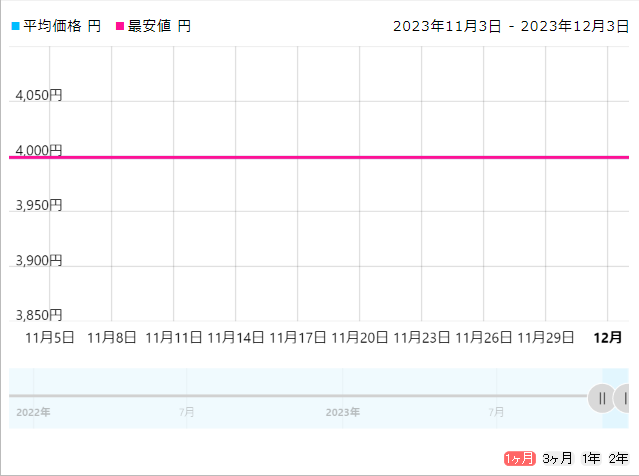 平均価格 円 最安値 円 2023年11月3日 - 2023年12月3日
4,050円
4,000円
3,950円
3,900円
3,850円
11月5日 11月8日 11月11日 11月14日 11月17日 11月20日 11月23日 11月26日 11月29日 12月
2022年 7月 2023年 7月
1ヶ月 3ヶ月 1年 2年